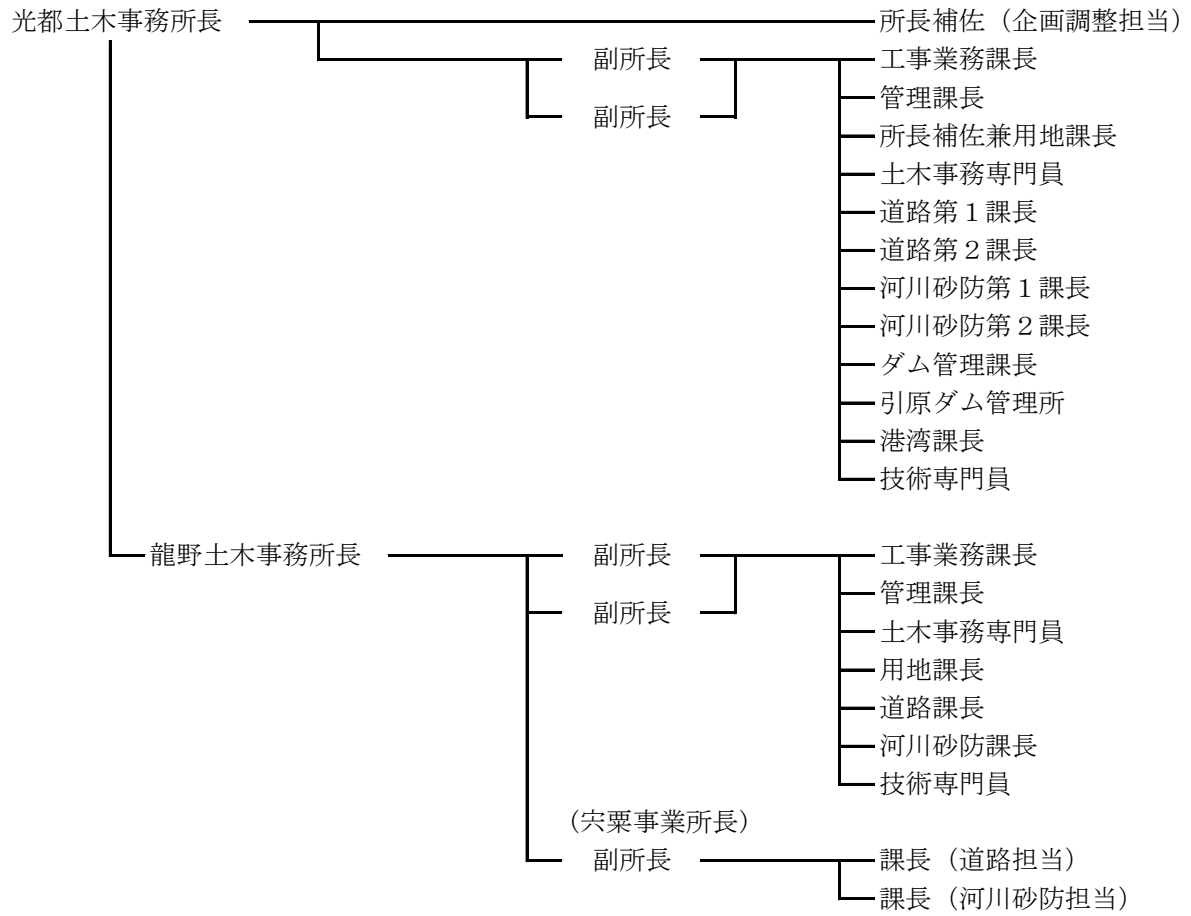 光都土木事務所長
所長補佐（企画調整担当）
副所長
工事業務課長
管理課長
副所長
所長補佐兼用地課長
土木事務専門員
道路第１課長
道路第２課長
河川砂防第１課長
河川砂防第２課長
ダム管理課長
引原ダム管理所
港湾課長
技術専門員
龍野土木事務所長
副所長
工事業務課長
管理課長
副所長
土木事務専門員
用地課長
道路課長
河川砂防課長
技術専門員
（宍粟事業所長）
副所長
課長（道路担当）
課長（河川砂防担当）